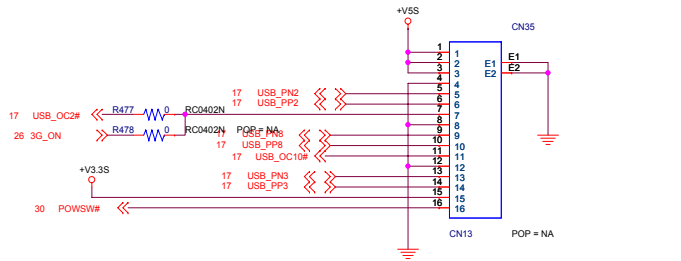 +V5S
CN35
1 1
2 2 E1 E1
3 3 E2 E2
4 4
17 USB_PN2 5 5
17 USB_PP2 6 6
17 USB_OC2# R477 0 RC0402N 7 7
8 8
26 3G_ON R478 0 RC0402N POP = NA
17 USB_PN8 9 9
17 USB_PP8 10 10
17 USB_OC10# 11 11
12 12
+V3.3S
17 USB_PN3 13 13
17 USB_PP3 14 14
15 15
30 POWSW# 16 16
CN13 POP = NA